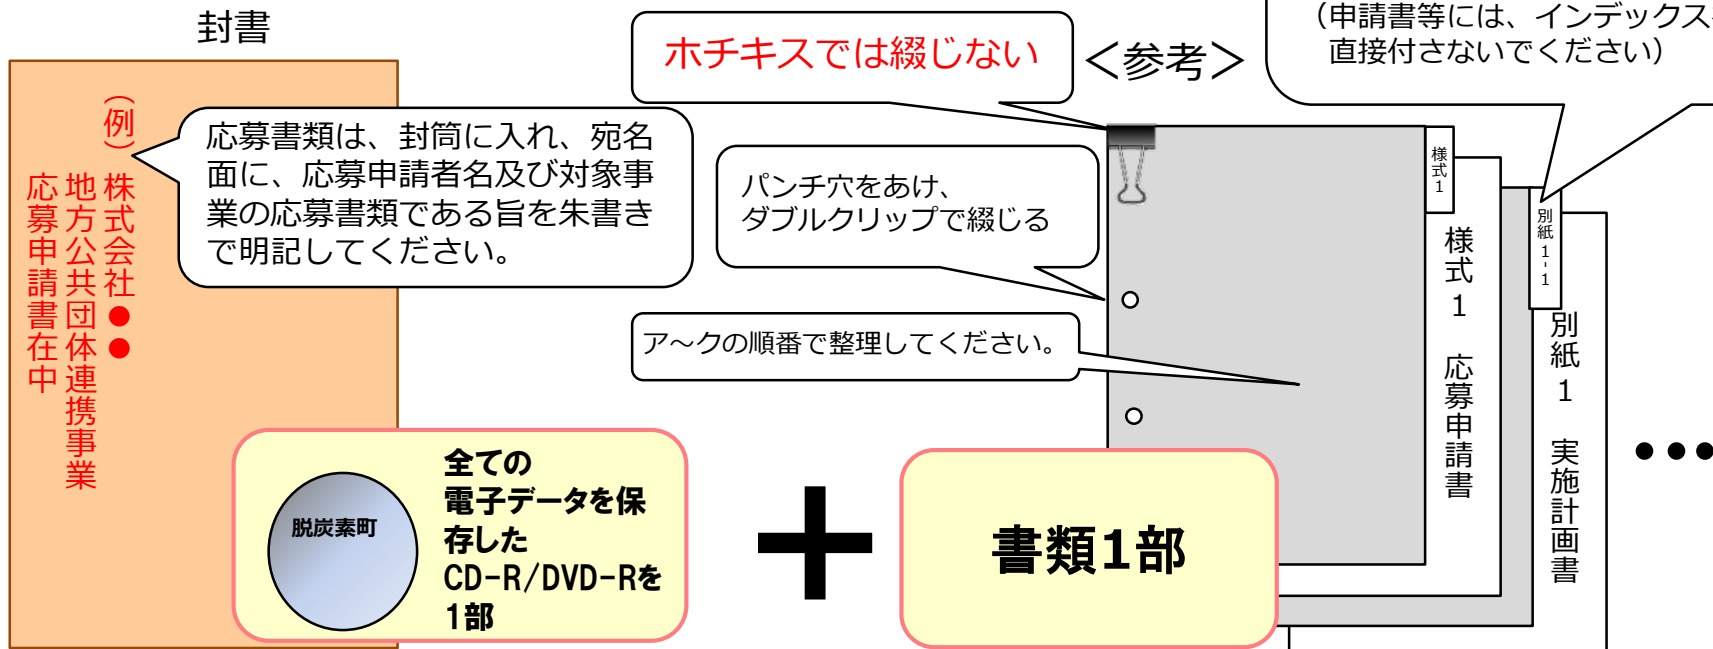 封書
（例）　株式会社●●
地方公共団体連携事業
応募申請書在中
応募書類は、封筒に入れ、宛名
面に、応募申請者名及び対象事
業の応募書類である旨を朱書き
で明記してください。
ホチキスでは綴じない
＜参考＞
（申請書等には、インデックス
直接付さないでください）
パンチ穴をあけ、
ダブルクリップで綴じる
ア～クの順番で整理してください。
様式1
様式1　応募申請書
別紙1-1
別紙1　実施計画書
●●●
脱炭素町
全ての
電子データを保
存した
CD-R/DVD-Rを
1部
＋
書類1部